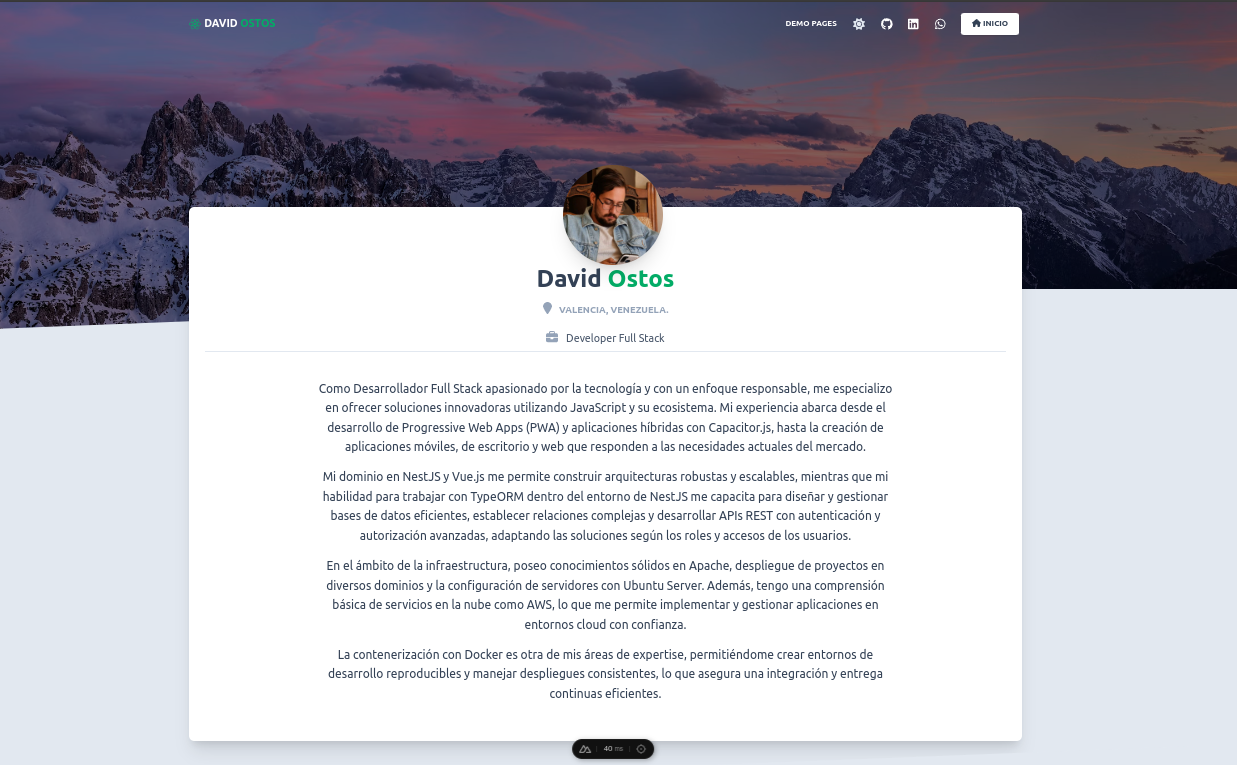 DAVID OSTOS
DEMO PAGES
INICIO
David Ostos
VALENCIA, VENEZUELA.
Developer Full Stack
Como Desarrollador Full Stack apasionado por la tecnología y con un enfoque responsable, me especializo
en ofrecer soluciones innovadoras utilizando JavaScript y su ecosistema. Mi experiencia abarca desde el
desarrollo de Progressive Web Apps (PWA) y aplicaciones híbridas con Capacitor.js, hasta la creación de
aplicaciones móviles, de escritorio y web que responden a las necesidades actuales del mercado.
Mi dominio en NestJS y Vue.js me permite construir arquitecturas robustas y escalables, mientras que mi
habilidad para trabajar con TypeORM dentro del entorno de NestJS me capacita para diseñar y gestionar
bases de datos eficientes, establecer relaciones complejas y desarrollar APIs REST con autenticación y
autorización avanzadas, adaptando las soluciones según los roles y accesos de los usuarios.
En el ámbito de la infraestructura, poseo conocimientos sólidos en Apache, despliegue de proyectos en
diversos dominios y la configuración de servidores con Ubuntu Server. Además, tengo una comprensión
básica de servicios en la nube como AWS, lo que me permite implementar y gestionar aplicaciones en
entornos cloud con confianza.
La contenerización con Docker es otra de mis áreas de expertise, permitiéndome crear entornos de
desarrollo reproducibles y manejar despliegues consistentes, lo que asegura una integración y entrega
continuas eficientes.
40 ms